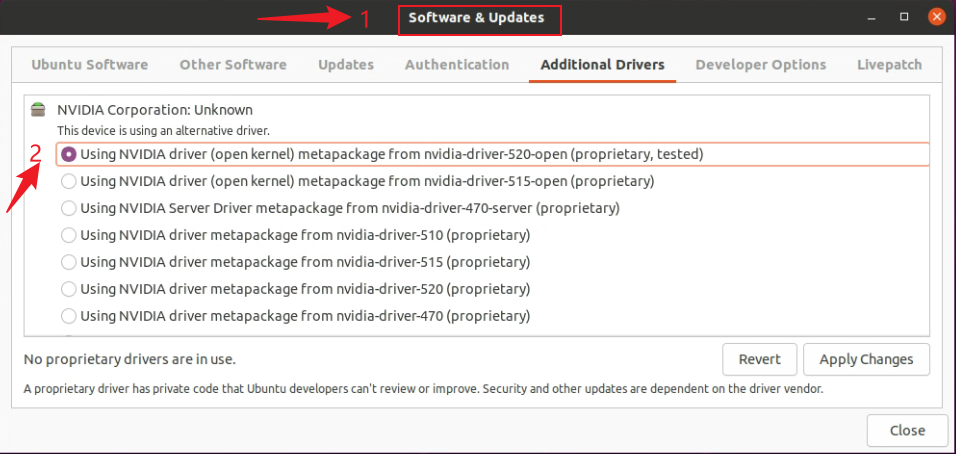 1 Software & Updates
Ubuntu Software Other Software Updates Authentication Additional Drivers Developer Options Livepatch
NVIDIA Corporation: Unknown
This device is using an alternative driver.
2 Using NVIDIA driver (open kernel) metapackage from nvidia-driver-520-open (proprietary, tested)
Using NVIDIA driver (open kernel) metapackage from nvidia-driver-515-open (proprietary)
Using NVIDIA Server Driver metapackage from nvidia-driver-470-server (proprietary)
Using NVIDIA driver metapackage from nvidia-driver-510 (proprietary)
Using NVIDIA driver metapackage from nvidia-driver-515 (proprietary)
Using NVIDIA driver metapackage from nvidia-driver-520 (proprietary)
Using NVIDIA driver metapackage from nvidia-driver-470 (proprietary)
No proprietary drivers are in use. Revert Apply Changes
A proprietary driver has private code that Ubuntu developers can't review or improve. Security and other updates are dependent on the driver vendor.
Close